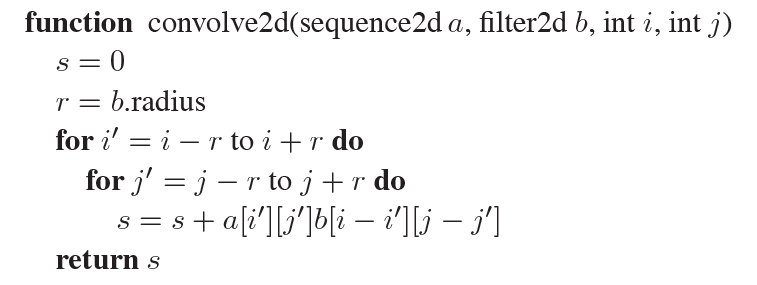 function convolve2d(sequence2d a, filter2d b, int i, int j)
s = 0
r = b.radius
for i′ = i − r to i + r do
for j′ = j − r to j + r do
s = s + a[i′][j′]b[i − i′][j − j′]
return s